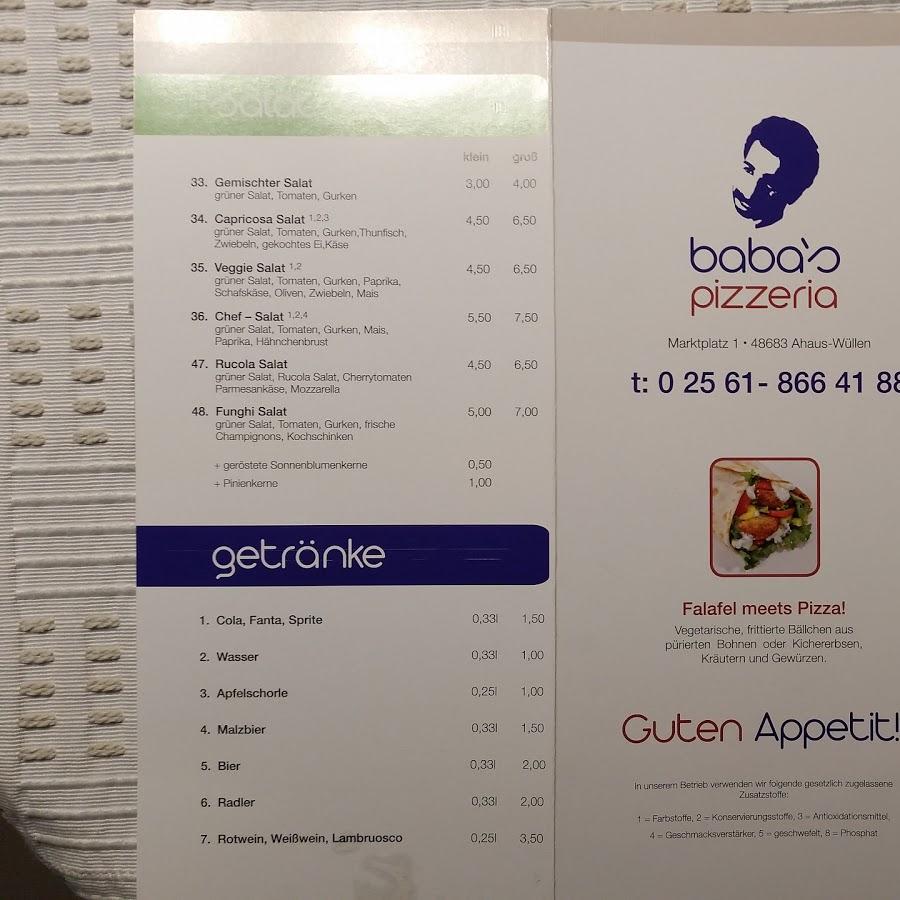 klein groß
33. Gemischter Salat 3,00 4,00
grüner Salat, Tomaten, Gurken
34. Capricosa Salat 1,2,3 4,50 6,50
grüner Salat, Tomaten, Gurken,Thunfisch,
Zwiebeln, gekochtes Ei,Käse
35. Veggie Salat 1,2 4,50 6,50
grüner Salat, Tomaten, Gurken, Paprika,
Schafskäse, Oliven, Zwiebeln, Mais
36. Chef – Salat 1,2,4 5,50 7,50
grüner Salat, Tomaten, Gurken, Mais,
Paprika, Hähnchenbrust
47. Rucola Salat 4,50 6,50
grüner Salat, Rucola Salat, Cherrytomaten
Parmesankäse, Mozzarella
48. Funghi Salat 5,00 7,00
grüner Salat, Tomaten, Gurken, frische
Champignons, Kochschinken
+ geröstete Sonnenblumenkerne 0,50
+ Pinienkerne 1,00
getränke
1. Cola, Fanta, Sprite 0,33l 1,50
2. Wasser 0,33l 1,00
3. Apfelschorle 0,25l 1,00
4. Malzbier 0,33l 1,50
5. Bier 0,33l 2,00
6. Radler 0,33l 2,00
7. Rotwein, Weißwein, Lambruosco 0,25l 3,50
baba's
pizzeria
Marktplatz 1 • 48683 Ahaus-Wüllen
t: 0 25 61- 866 41 88
Falafel meets Pizza!
Vegetarische, frittierte Bällchen aus
pürierten Bohnen oder Kichererbsen,
Kräutern und Gewürzen.
Guten Appetit!
In unserem Betrieb verwenden wir folgende gesetzlich zugelassene
Zusatzstoffe:
1 = Farbstoffe, 2 = Konservierungsstoffe, 3 = Antioxidationsmittel,
4 = Geschmacksverstärker, 5 = geschwefelt, 8 = Phosphat